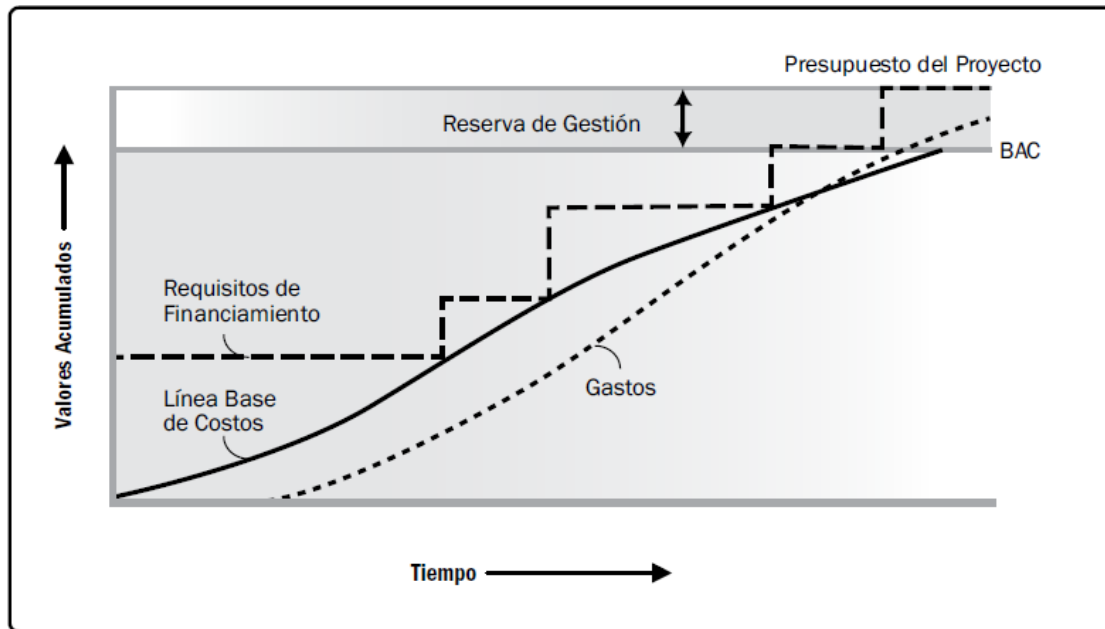 Presupuesto del Proyecto
Reserva de Gestión
BAC
Valores Acumulados
Requisitos de
Financiamiento
Línea Base
de Costos
Gastos
Tiempo